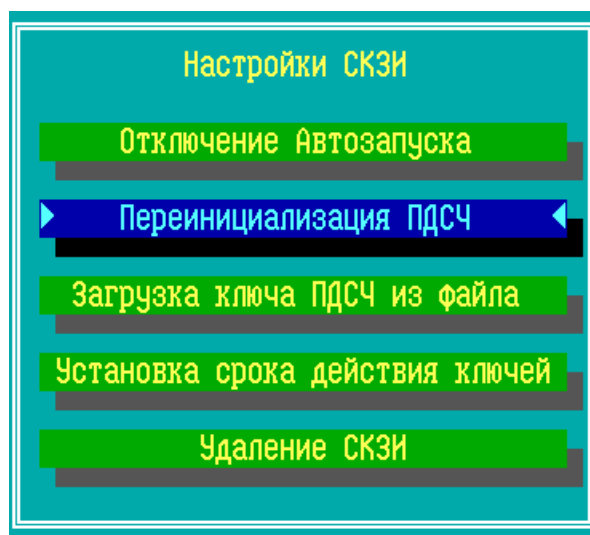 Настройки СКЗИ
Отключение Автозапуска
Переинициализация ПДСЧ
Загрузка ключа ПДСЧ из файла
Установка срока действия ключей
Удаление СКЗИ